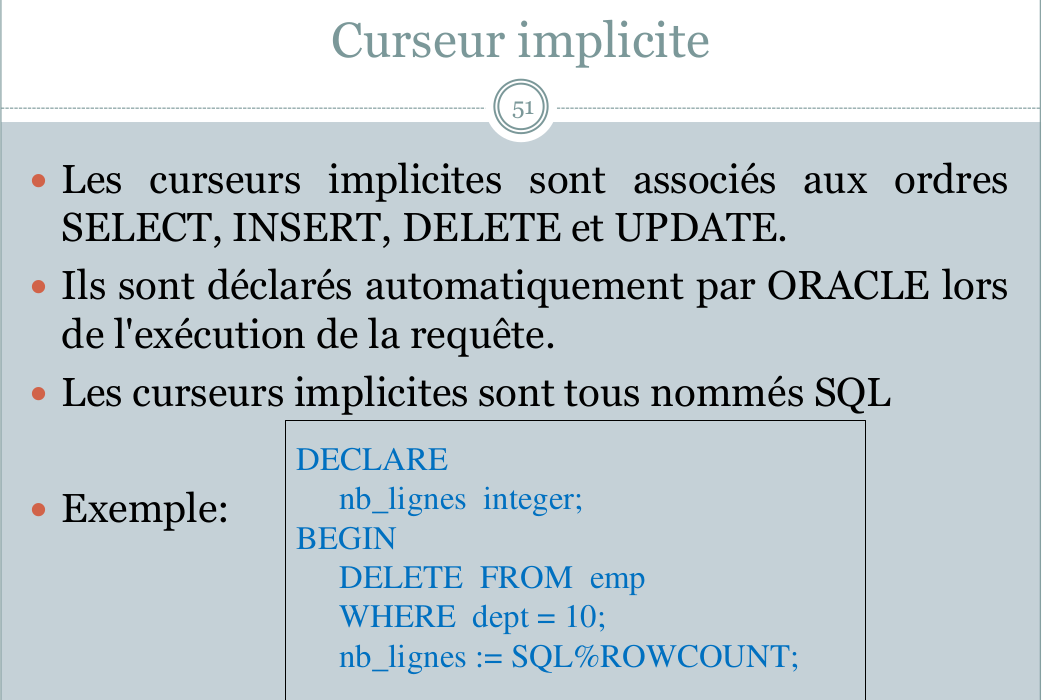 Curseur implicite
51
• Les curseurs implicites sont associés aux ordres
SELECT, INSERT, DELETE et UPDATE.
• Ils sont déclarés automatiquement par ORACLE lors
de l'exécution de la requête.
• Les curseurs implicites sont tous nommés SQL
• Exemple:
DECLARE
nb_lignes integer;
BEGIN
DELETE FROM emp
WHERE dept = 10;
nb_lignes := SQL%ROWCOUNT;